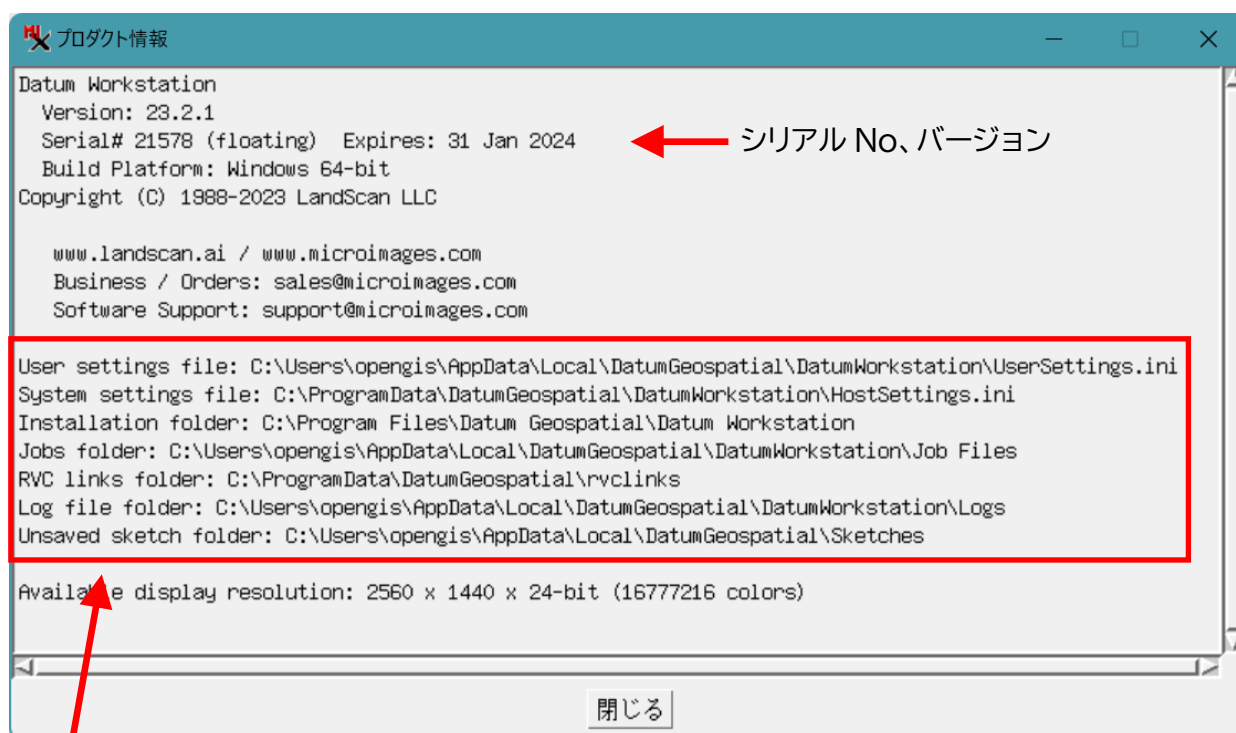 プロダクト情報
Datum Workstation
Version: 23.2.1
Serial# 21578 (floating) Expires: 31 Jan 2024
シリアル No、バージョン
Build Platform: Windows 64-bit
Copyright (C) 1988-2023 LandScan LLC
www.landscan.ai / www.microimages.com
Business / Orders: sales@microimages.com
Software Support: support@microimages.com
User settings file: C:\Users\opengis\AppData\Local\DatumGeospatial\DatumWorkstation\UserSettings.ini
System settings file: C:\ProgramData\DatumGeospatial\DatumWorkstation\HostSettings.ini
Installation folder: C:\Program Files\Datum Geospatial\Datum Workstation
Jobs folder: C:\Users\opengis\AppData\Local\DatumGeospatial\DatumWorkstation\Job Files
RVC links folder: C:\ProgramData\DatumGeospatial\rvclinks
Log file folder: C:\Users\opengis\AppData\Local\DatumGeospatial\DatumWorkstation\Logs
Unsaved sketch folder: C:\Users\opengis\AppData\Local\DatumGeospatial\Sketches
Available display resolution: 2560 x 1440 x 24-bit (16777216 colors)
閉じる